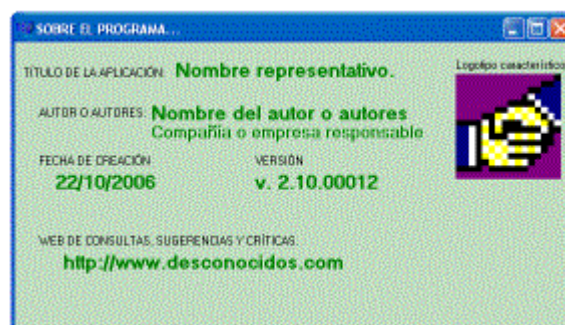 SOBRE EL PROGRAMA...
Logotipo característico
TÍTULO DE LA APLICACIÓN: Nombre representativo.
AUTOR O AUTORES: Nombre del autor o autores
Compañía o empresa responsable
FECHA DE CREACIÓN VERSIÓN
22/10/2006 v. 2.10.00012
WEB DE CONSULTAS, SUGERENCIAS Y CRÍTICAS.
http://www.desconocidos.com